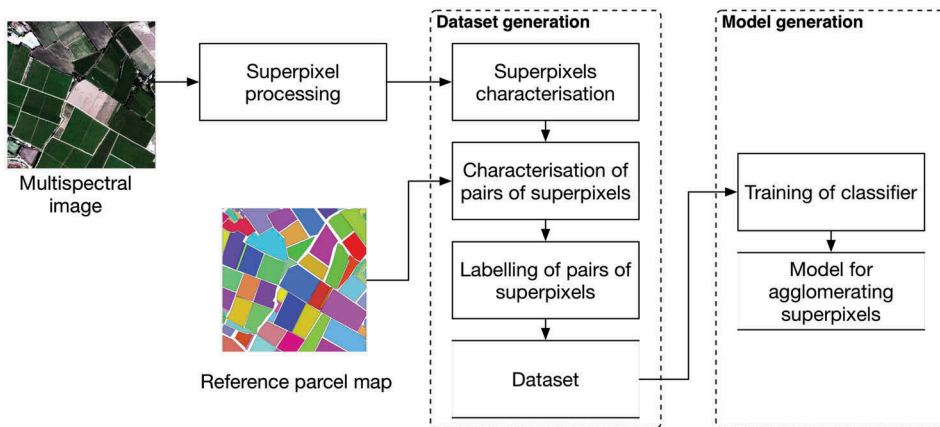 Dataset generation
Model generation
Superpixel
processing
Superpixels
characterisation
Multispectral
image
Characterisation of
pairs of superpixels
Training of classifier
Labelling of pairs of
superpixels
Model for
agglomerating
superpixels
Reference parcel map
Dataset